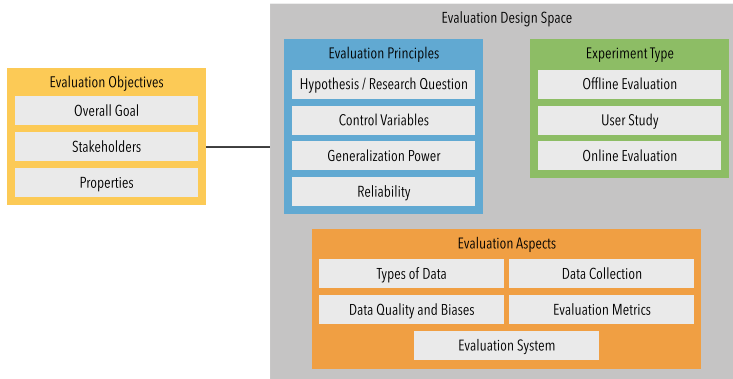 Evaluation Design Space
Evaluation Objectives
Overall Goal
Stakeholders
Properties
Evaluation Principles
Hypothesis / Research Question
Control Variables
Generalization Power
Reliability
Experiment Type
Offline Evaluation
User Study
Online Evaluation
Evaluation Aspects
Types of Data
Data Collection
Data Quality and Biases
Evaluation Metrics
Evaluation System